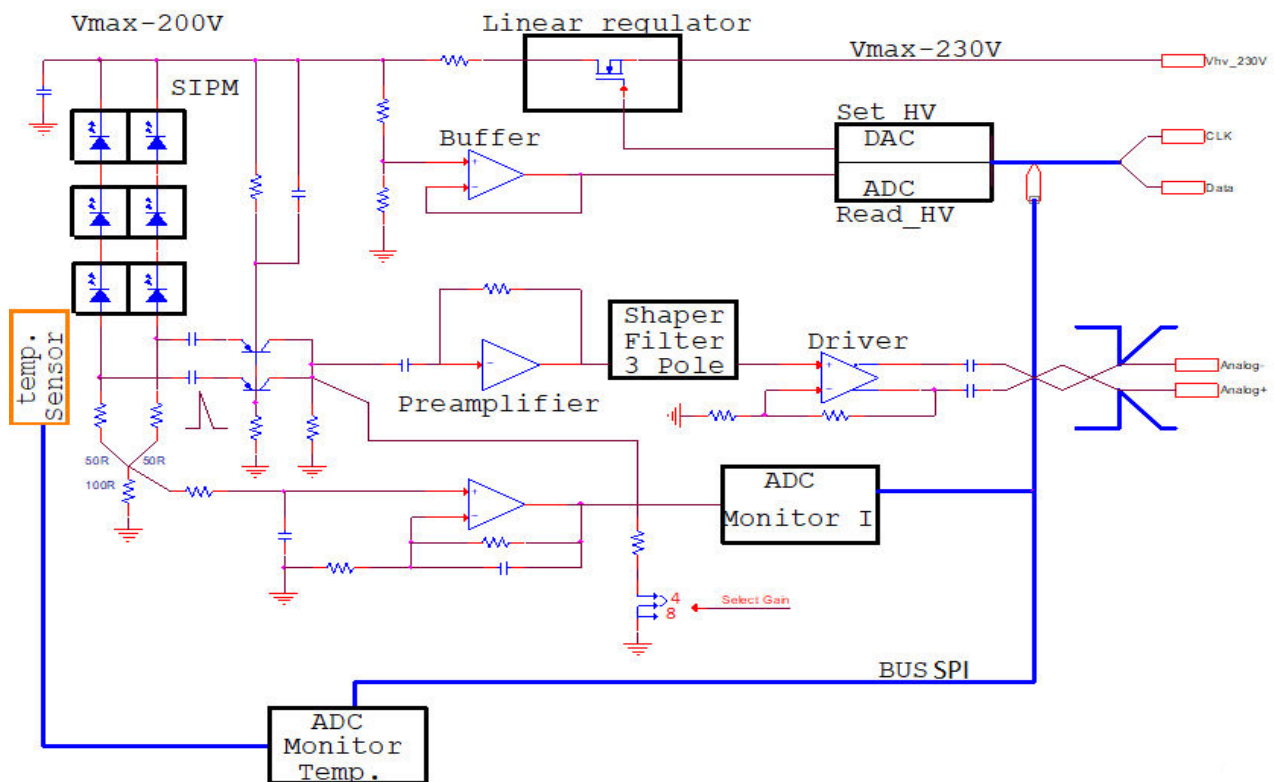 Vmax-200V
Linear regulator
Vmax-230V
Vhv_230V
SIPM
Set HV
DAC
ADC
Read_HV
CLK
Data
Buffer
temp.
Sensor
Shaper
Filter
3 Pole
Driver
Preamplifier
Analog-
Analog+
50R
50R
100R
ADC
Monitor I
4
8
Select Gain
BUS SPI
ADC
Monitor
Temp.